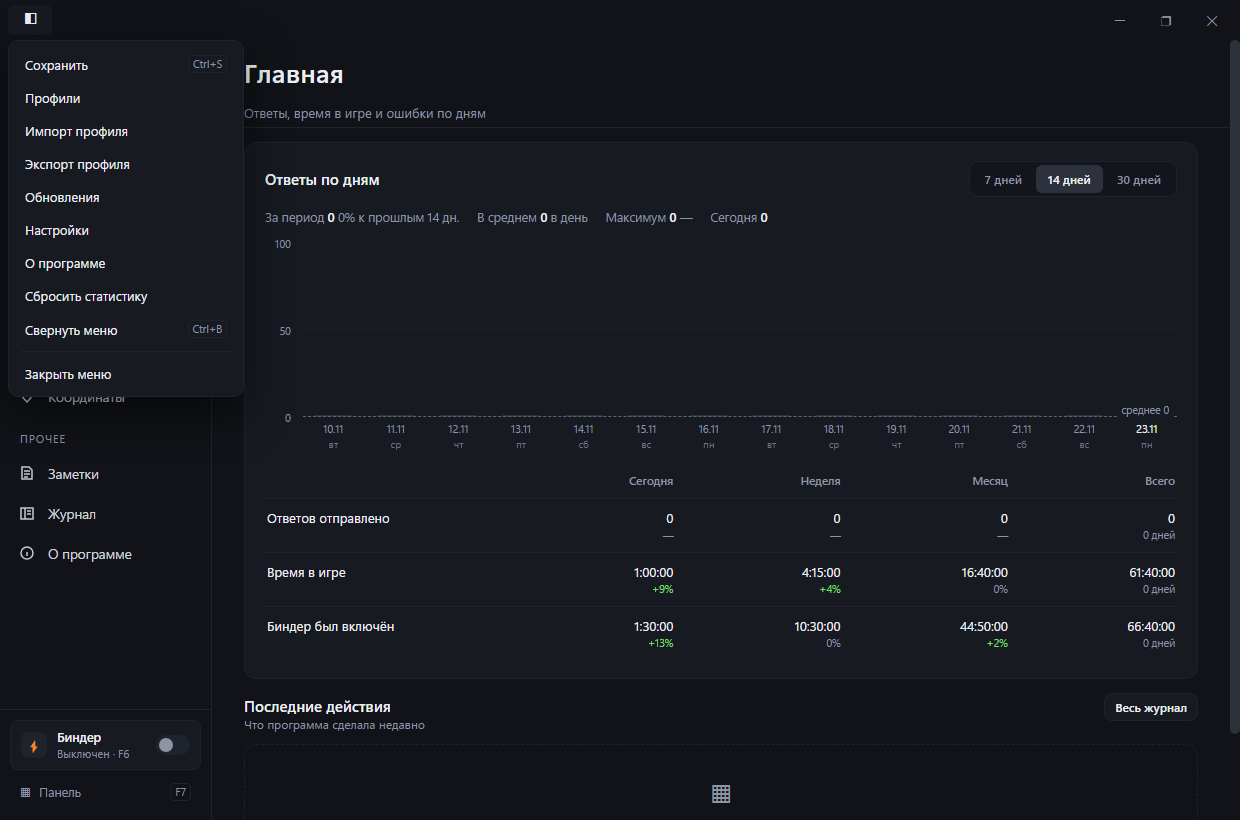 Сохранить Ctrl+S
Профили
Импорт профиля
Экспорт профиля
Обновления
Настройки
О программе
Сбросить статистику
Свернуть меню Ctrl+B
Закрыть меню
Координаты
ПРОЧЕЕ
Заметки
Журнал
О программе
Биндер
Выключен · F6
Панель F7
Главная
Ответы, время в игре и ошибки по дням
Ответы по дням
7 дней 14 дней 30 дней
За период 0 0% к прошлым 14 дн. В среднем 0 в день Максимум 0 — Сегодня 0
100
50
0
среднее 0
10.11 11.11 12.11 13.11 14.11 15.11 16.11 17.11 18.11 19.11 20.11 21.11 22.11 23.11
вт ср чт пт сб вс пн вт ср чт пт сб вс пн
Сегодня Неделя Месяц Всего
Ответов отправлено 0 0 0 0
— — — 0 дней
Время в игре 1:00:00 4:15:00 16:40:00 61:40:00
+9% +4% 0% 0 дней
Биндер был включён 1:30:00 10:30:00 44:50:00 66:40:00
+13% 0% +2% 0 дней
Последние действия
Что программа сделала недавно
Весь журнал